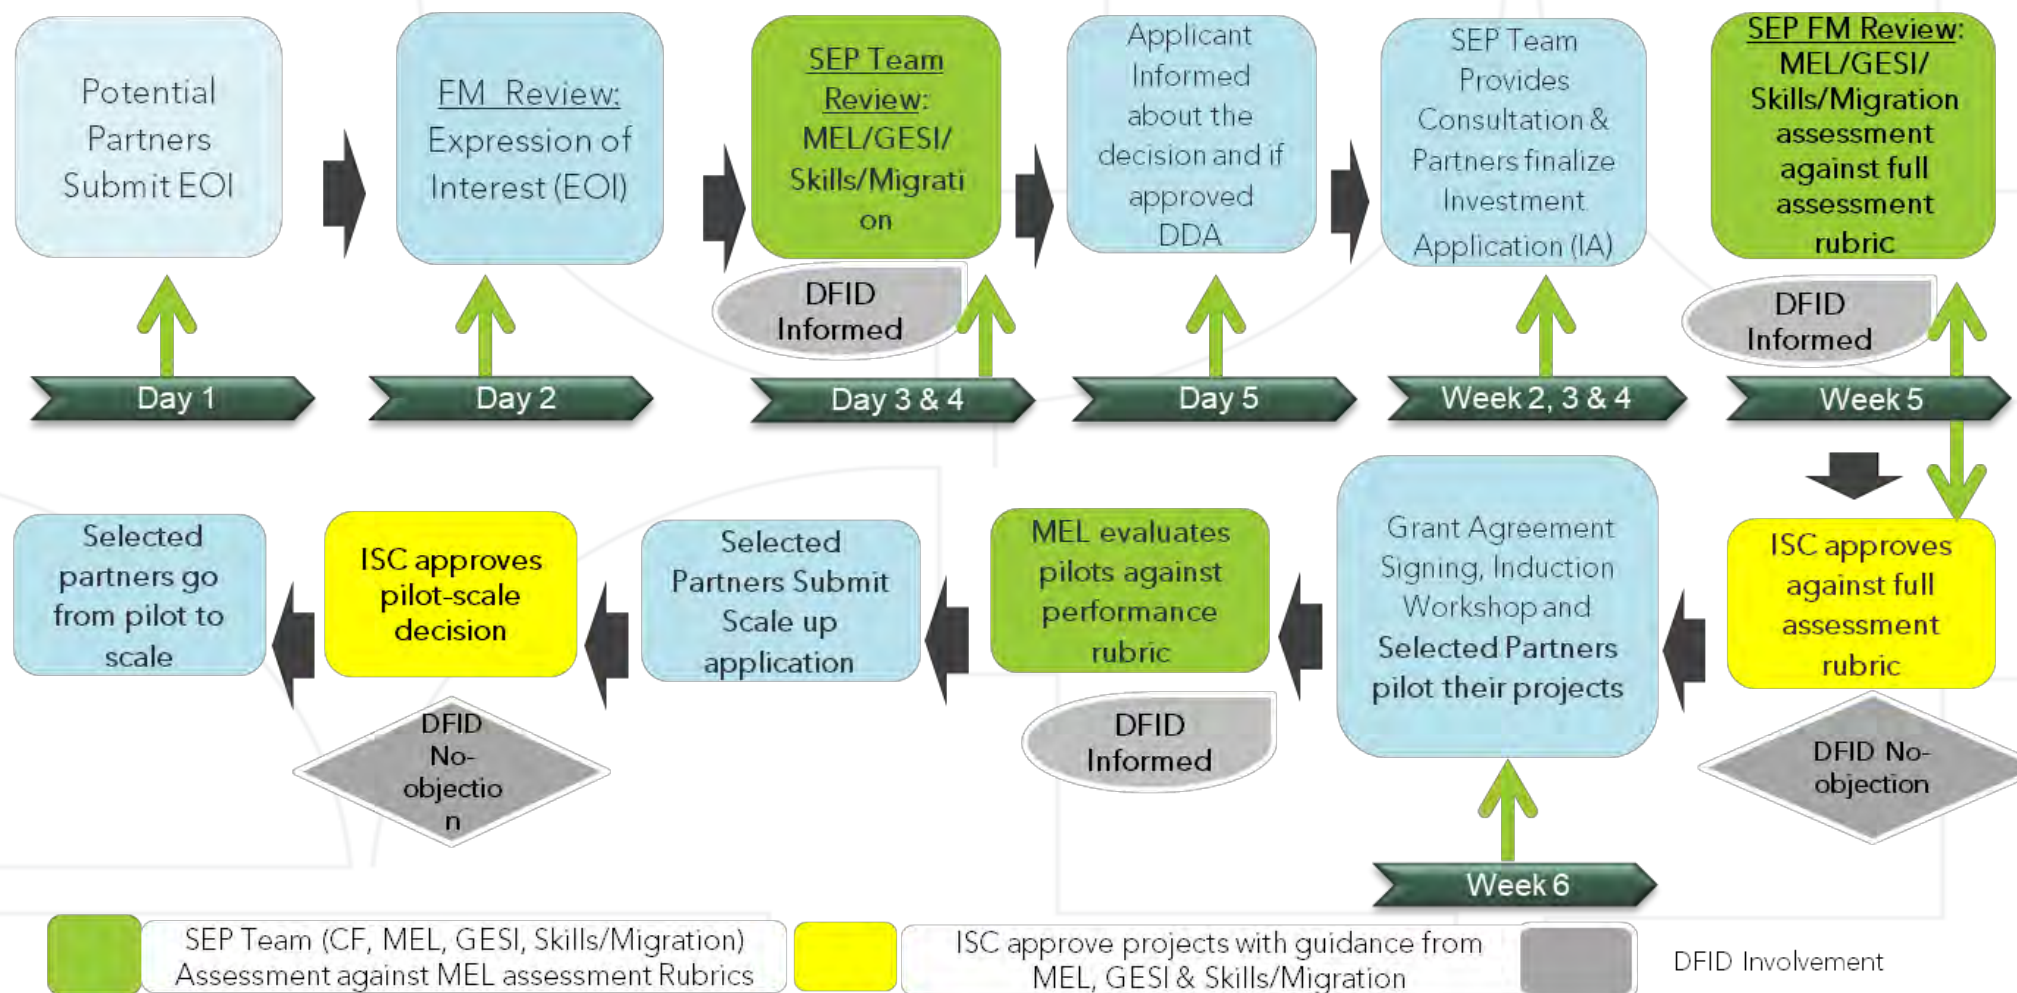 Potential
Partners
Submit EOI
FM Review:
Expression of
Interest (EOI)
SEP Team
Review:
MEL/GESI/
Skills/Migrati
on
Applicant
Informed
about the
decision and if
approved
DDA
SEP Team
Provides
Consultation &
Partners finalize
Investment
Application (IA)
SEP FM Review:
MEL/GESI/
Skills/Migration
assessment
against full
assessment
rubric
DFID
Informed
DFID
Informed
Day 1
Day 2
Day 3 & 4
Day 5
Week 2, 3 & 4
Week 5
ISC approves
against full
assessment
rubric
DFID No-
objection
Grant Agreement
Signing, Induction
Workshop and
Selected Partners
pilot their projects
Week 6
MEL evaluates
pilots against
performance
rubric
DFID
Informed
Selected
Partners Submit
Scale up
application
ISC approves
pilot-scale
decision
DFID
No-
objectio
n
Selected
partners go
from pilot to
scale
SEP Team (CF, MEL, GESI, Skills/Migration)
Assessment against MEL assessment Rubrics
ISC approve projects with guidance from
MEL, GESI & Skills/Migration
DFID Involvement